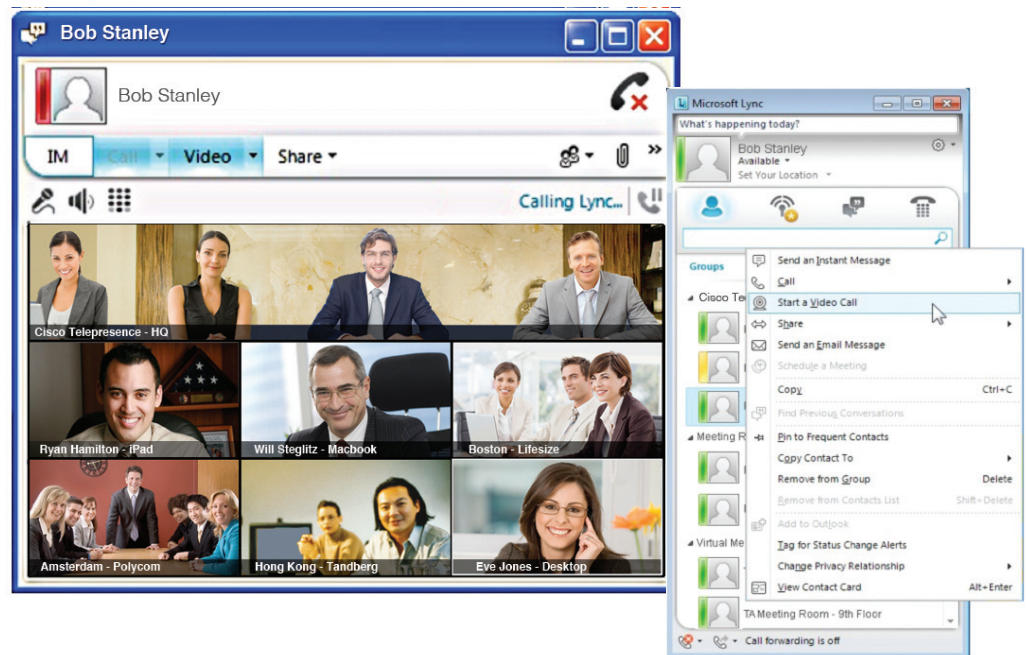 Bob Stanley
Bob Stanley
IM Call Video Share
Calling Lync...
Cisco Telepresence - HQ
Ryan Hamilton - iPad
Will Steglitz - Macbook
Boston - Lifesize
Amsterdam - Polycom
Hong Kong - Tandberg
Eve Jones - Desktop
Microsoft Lync
What's happening today?
Bob Stanley
Available
Set Your Location
Groups
Cisco
Meeting
Virtual
Send an Instant Message
Call
Start a Video Call
Share
Send an Email Message
Schedule a Meeting
Copy Ctrl+C
Find Previous Conversations
Pin to Frequent Contacts
Copy Contact To
Remove from Group Delete
Remove from Contacts List Shift+Delete
Add to Outlook
Tag for Status Change Alerts
Change Privacy Relationship
View Contact Card Alt+Enter
TA Meeting Room - 9th Floor
Call forwarding is off